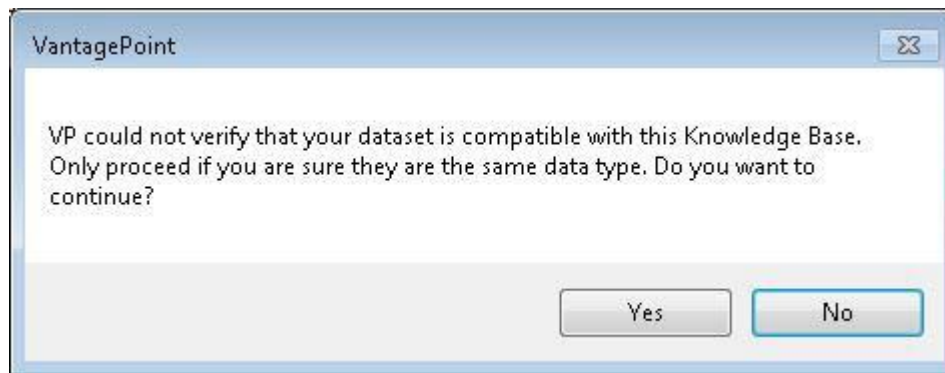 VantagePoint
VP could not verify that your dataset is compatible with this Knowledge Base.
Only proceed if you are sure they are the same data type. Do you want to
continue?
Yes No